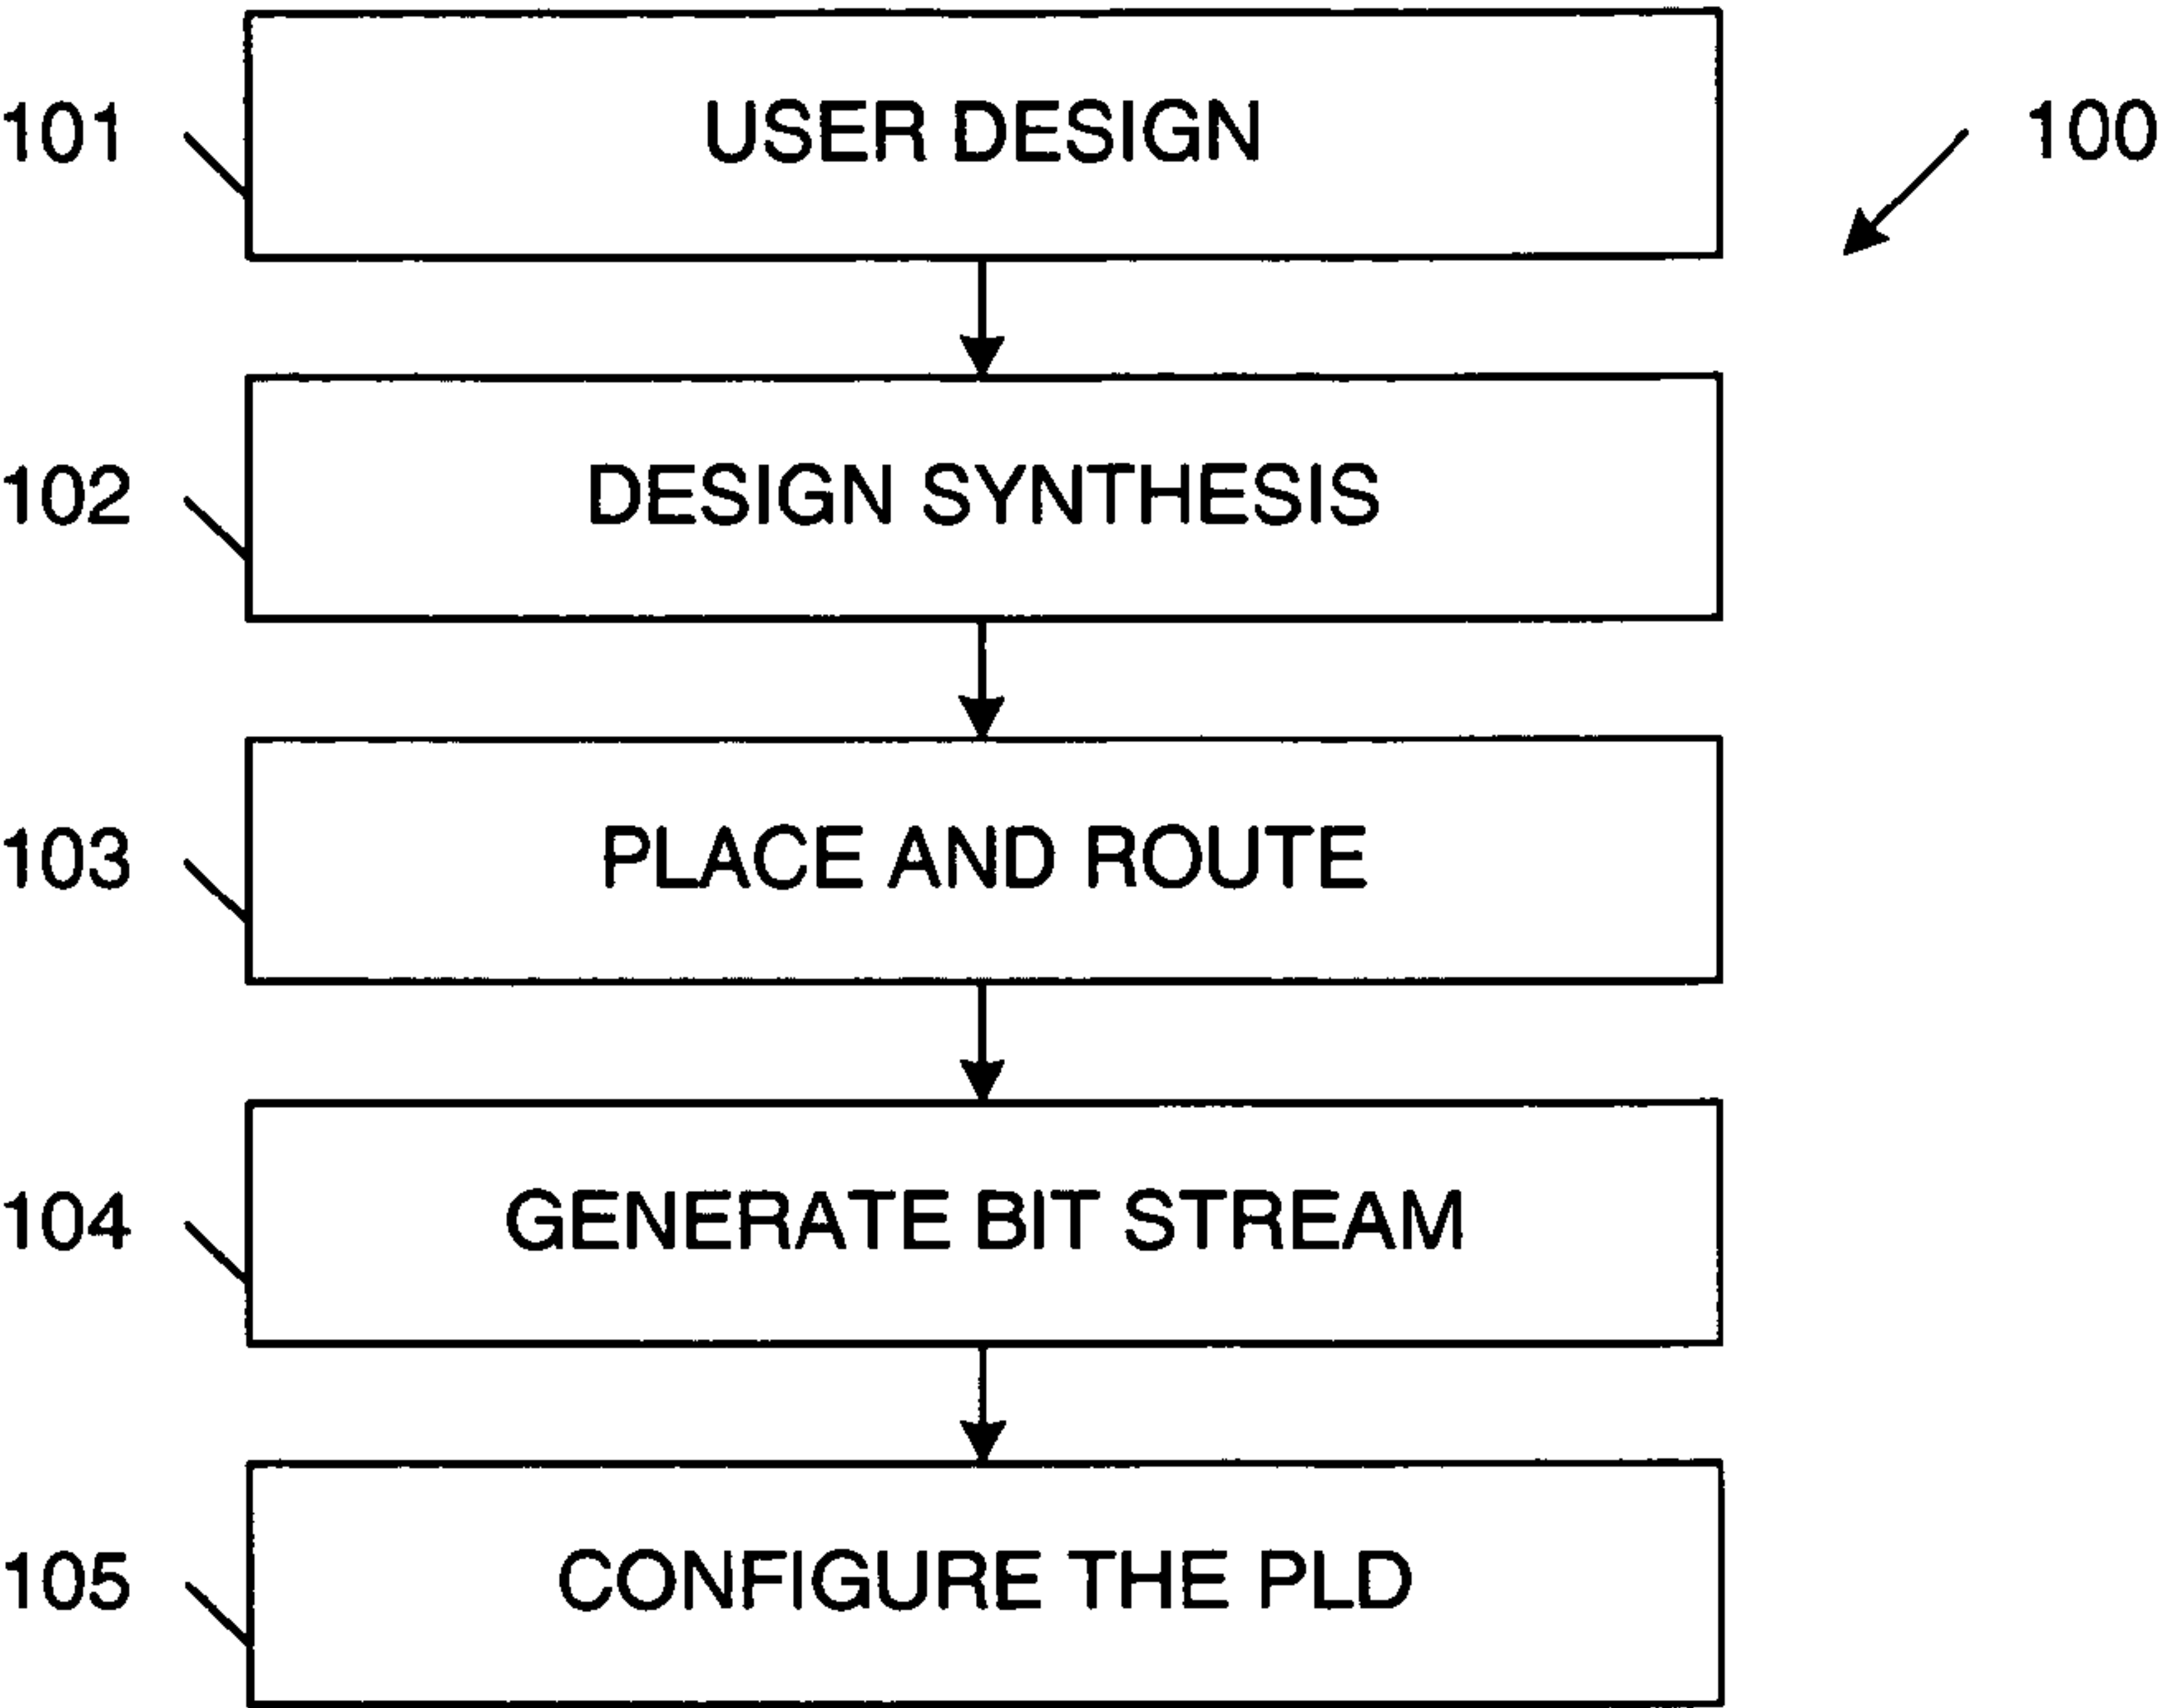 101 USER DESIGN 100
102 DESIGN SYNTHESIS
103 PLACE AND ROUTE
104 GENERATE BIT STREAM
105 CONFIGURE THE PLD